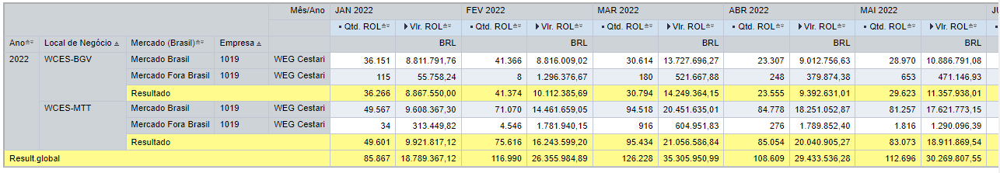 Mês/Ano JAN 2022 FEV 2022 MAR 2022 ABR 2022 MAI 2022
Qtd. ROL Vlr. ROL Qtd. ROL Vlr. ROL Qtd. ROL Vlr. ROL Qtd. ROL Vlr. ROL Qtd. ROL Vlr. ROL
Ano Local de Negócio Mercado (Brasil) Empresa BRL BRL BRL BRL BRL
2022 WCES-BGV Mercado Brasil 1019 WEG Cestari 36.151 8.811.791,76 41.366 8.816.009,02 30.614 13.727.696,27 23.307 9.012.756,63 28.970 10.886.791,08
Mercado Fora Brasil 1019 WEG Cestari 115 55.758,24 8 1.296.376,67 180 521.667,88 248 379.874,38 653 471.146,93
Resultado 36.266 8.867.550,00 41.374 10.112.385,69 30.794 14.249.364,15 23.555 9.392.631,01 29.623 11.357.938,01
WCES-MTT Mercado Brasil 1019 WEG Cestari 49.567 9.608.367,30 71.070 14.461.659,05 94.518 20.451.635,01 84.778 18.251.052,87 81.257 17.621.773,15
Mercado Fora Brasil 1019 WEG Cestari 34 313.449,82 4.546 1.781.940,15 916 604.951,83 276 1.789.852,40 1.816 1.290.096,39
Resultado 49.601 9.921.817,12 75.616 16.243.599,20 95.434 21.056.586,84 85.054 20.040.905,27 83.073 18.911.869,54
Result.global 85.867 18.789.367,12 116.990 26.355.984,89 126.228 35.305.950,99 108.609 29.433.536,28 112.696 30.269.807,55